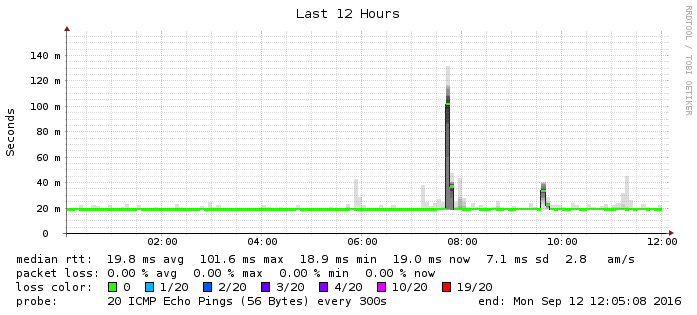 Last 12 Hours
RRDTOOL / TOBI OETIKER
Seconds
140 m
120 m
100 m
80 m
60 m
40 m
20 m
0
02:00 04:00 06:00 08:00 10:00 12:00
median rtt: 19.8 ms avg 101.6 ms max 18.9 ms min 19.0 ms now 7.1 ms sd 2.8 am/s
packet loss: 0.00 % avg 0.00 % max 0.00 % min 0.00 % now
loss color: 0 1/20 2/20 3/20 4/20 10/20 19/20
probe: 20 ICMP Echo Pings (56 Bytes) every 300s end: Mon Sep 12 12:05:08 2016